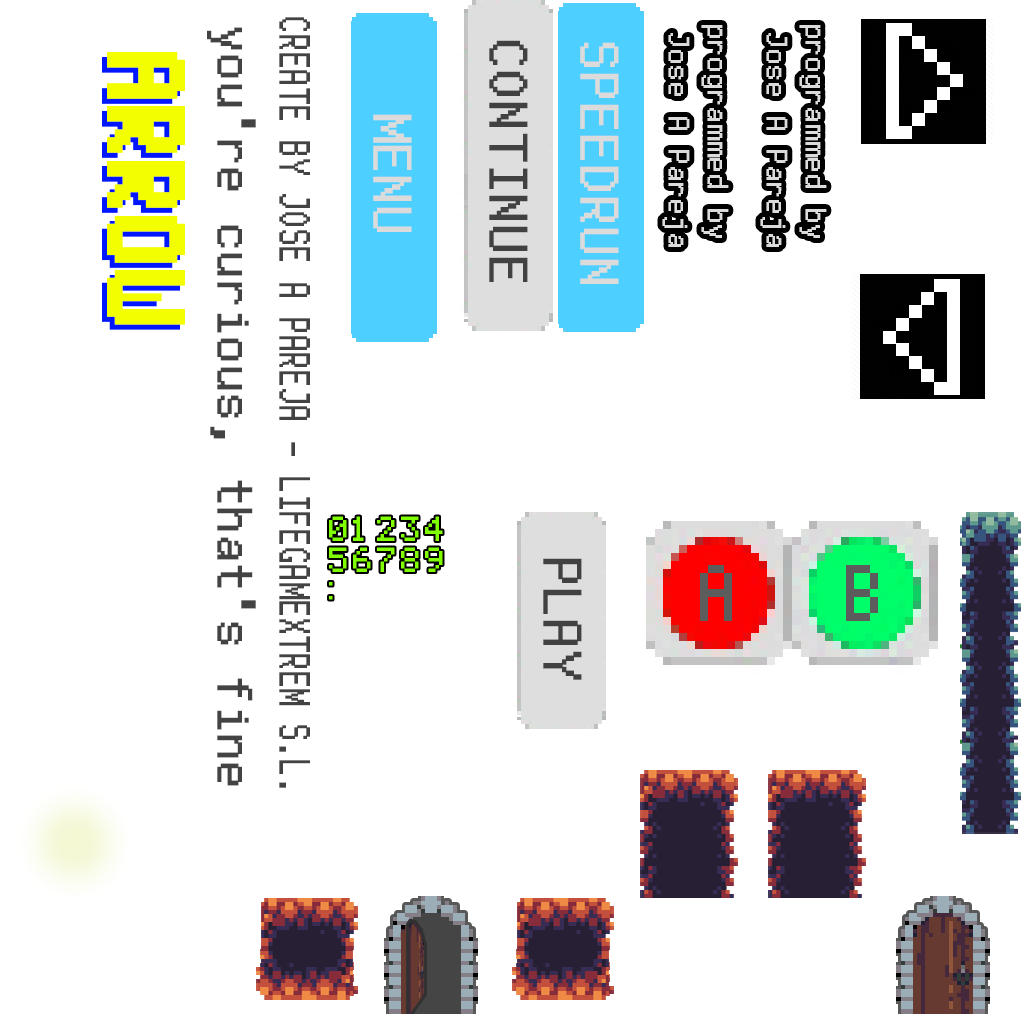 ARROW
you're curious, that's fine
CREATE BY JOSE A PAREJA - LIFEGAMEXTREM S.L.
MENU
CONTINUE
SPEEDRUN
programmed by
Jose A Pareja
programmed by
Jose A Pareja
01234
56789
:
PLAY
A
B